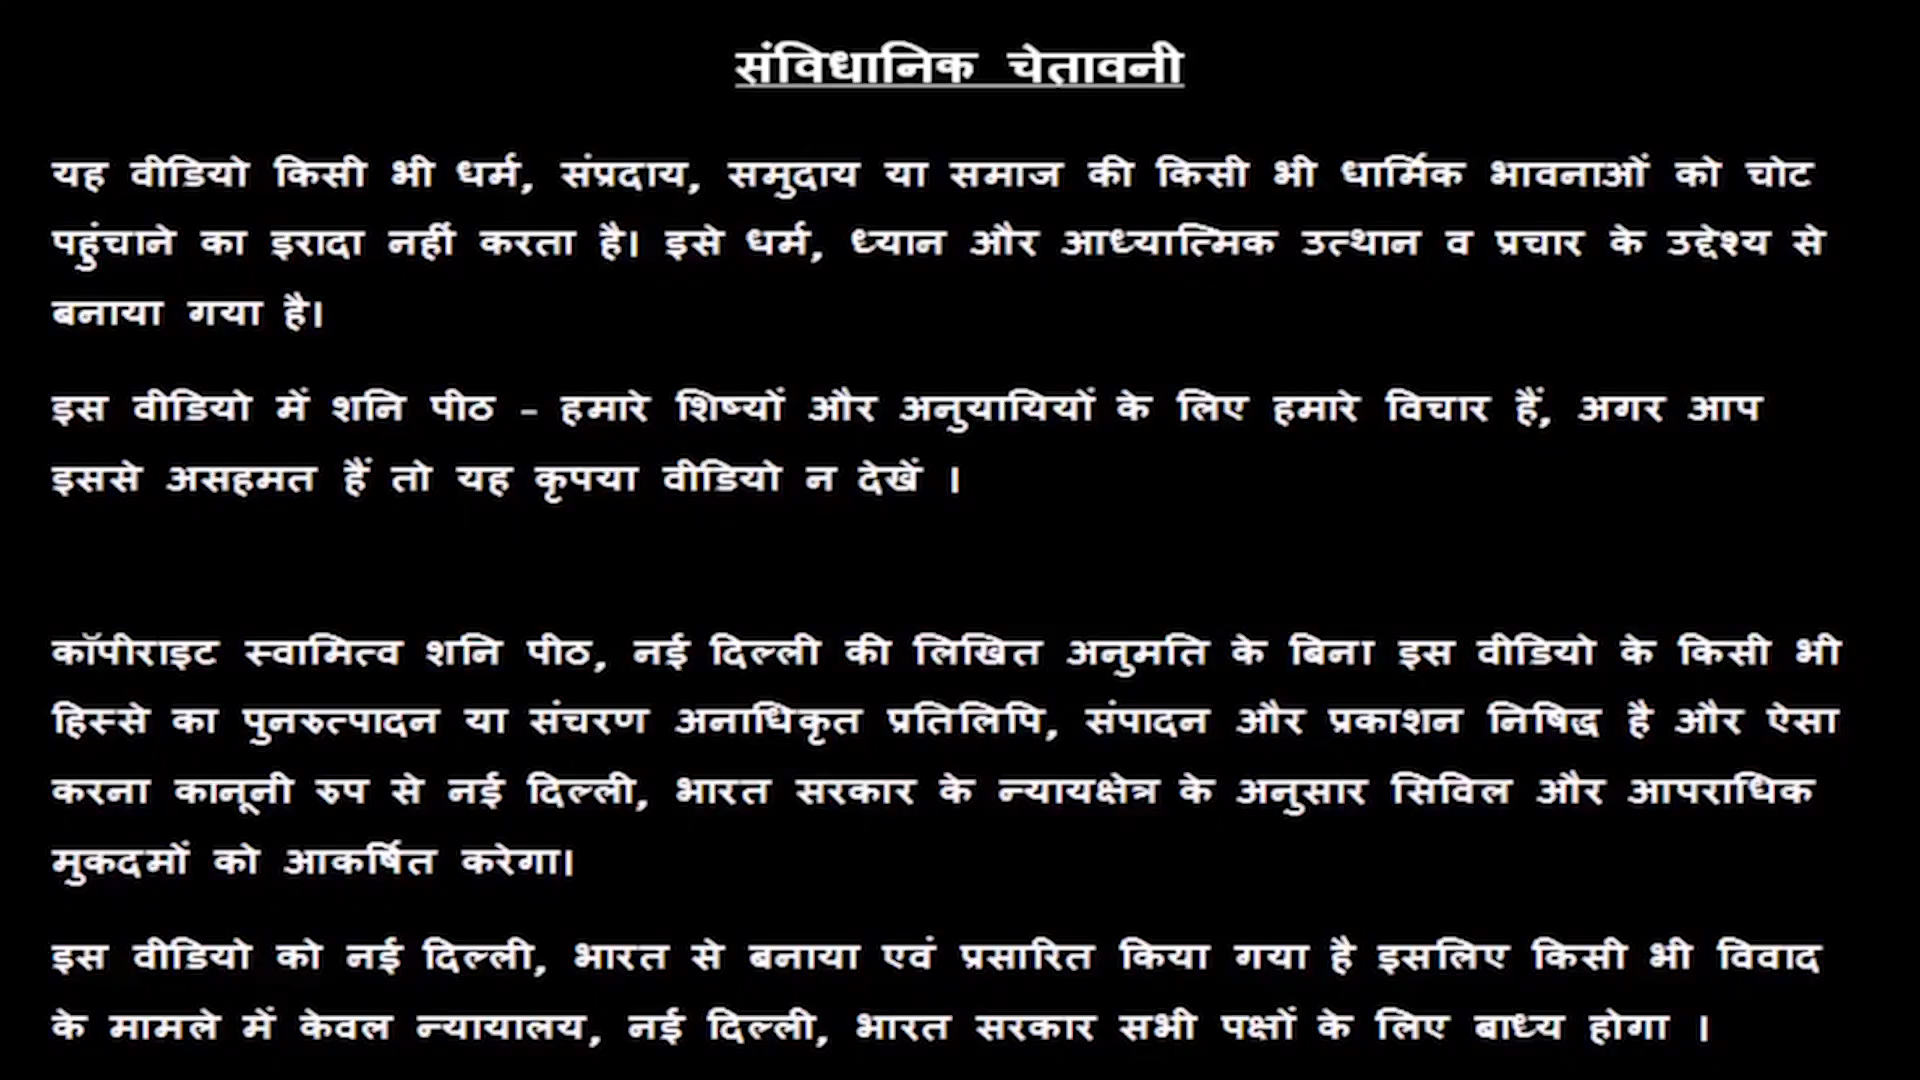 संविधानिक चेतावनी
यह वीडियो किसी भी धर्म, संप्रदाय, समुदाय या समाज की किसी भी धार्मिक भावनाओं को चोट
पहुंचाने का इरादा नहीं करता है। इसे धर्म, ध्यान और आध्यात्मिक उत्थान व प्रचार के उद्देश्य से
बनाया गया है।
इस वीडियो में शनि पीठ – हमारे शिष्यों और अनुयायियों के लिए हमारे विचार हैं, अगर आप
इससे असहमत हैं तो यह कृपया वीडियो न देखें ।
कॉपीराइट स्वामित्व शनि पीठ, नई दिल्ली की लिखित अनुमति के बिना इस वीडियो के किसी भी
हिस्से का पुनरुत्पादन या संचरण अनाधिकृत प्रतिलिपि, संपादन और प्रकाशन निषिद्ध है और ऐसा
करना कानूनी रुप से नई दिल्ली, भारत सरकार के न्यायक्षेत्र के अनुसार सिविल और आपराधिक
मुकदमों को आकर्षित करेगा।
इस वीडियो को नई दिल्ली, भारत से बनाया एवं प्रसारित किया गया है इसलिए किसी भी विवाद
के मामले में केवल न्यायालय, नई दिल्ली, भारत सरकार सभी पक्षों के लिए बाध्य होगा ।